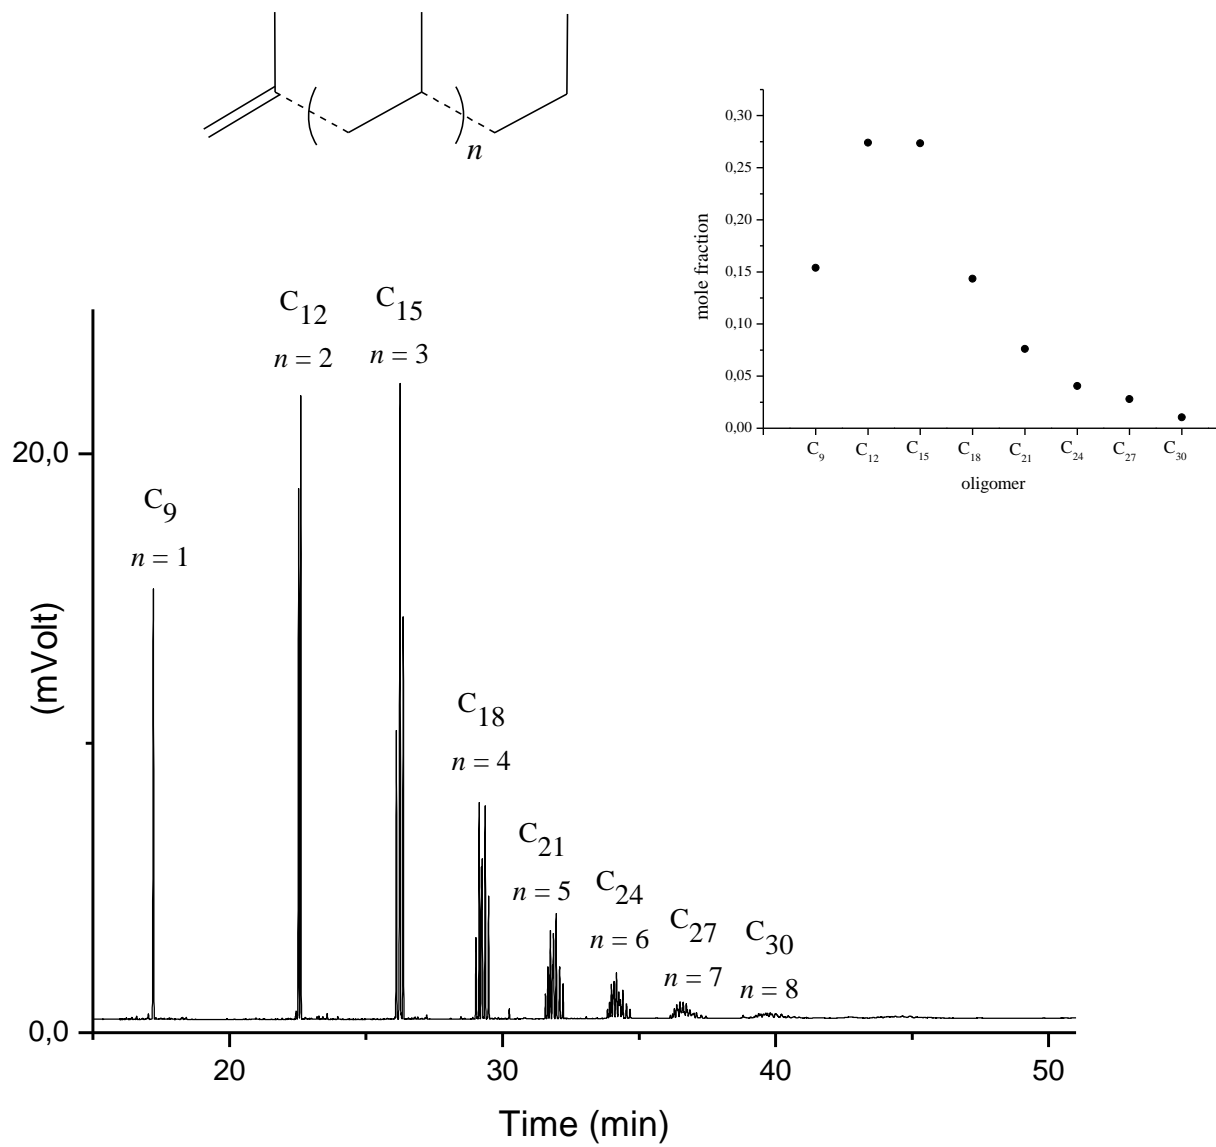 n
0,30
0,25
0,20
0,15
0,10
0,05
0,00
mole fraction
C9 C12 C15 C18 C21 C24 C27 C30
oligomer
C12
n = 2
C15
n = 3
C9
n = 1
C18
n = 4
C21
n = 5
C24
n = 6
C27
n = 7
C30
n = 8
20,0
0,0
(mVolt)
20 30 40 50
Time (min)